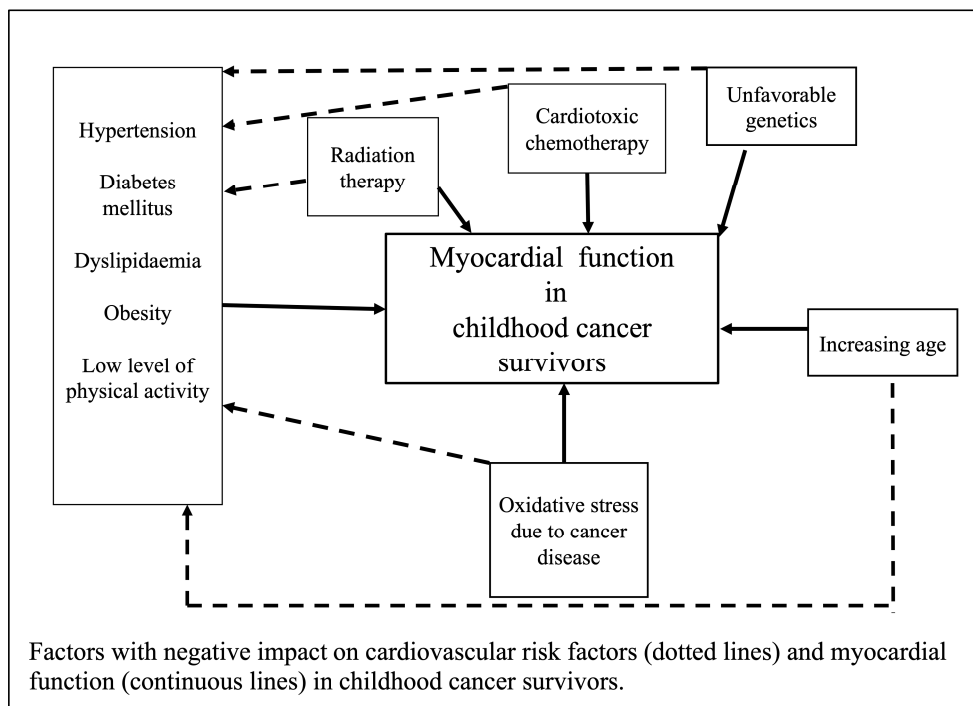 Hypertension
Diabetes
mellitus
Dyslipidaemia
Obesity
Low level of
physical activity
Radiation
therapy
Cardiotoxic
chemotherapy
Unfavorable
genetics
Myocardial function
in
childhood cancer
survivors
Increasing age
Oxidative stress
due to cancer
disease
Factors with negative impact on cardiovascular risk factors (dotted lines) and myocardial
function (continuous lines) in childhood cancer survivors.